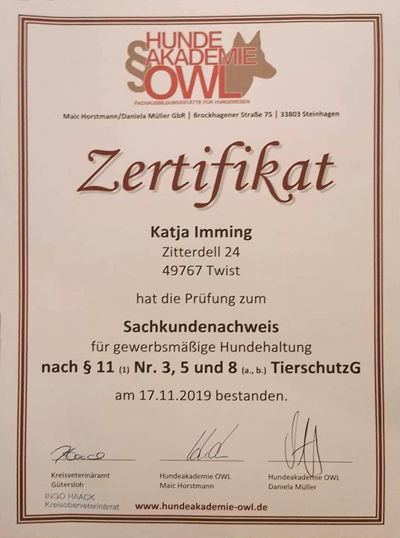 HUNDE
AKADEMIE
§§OWL
FACHAUSBILDUNGSSTÄTTE FÜR HUNDEWESEN
Maic Horstmann/Daniela Müller GbR | Brockhagener Straße 75 | 33803 Steinhagen
Zertifikat
Katja Imming
Zitterdell 24
49767 Twist
hat die Prüfung zum
Sachkundenachweis
für gewerbsmäßige Hundehaltung
nach § 11 (1) Nr. 3, 5 und 8 (a., b.) TierschutzG
am 17.11.2019 bestanden.
Kreisveterinäramt
Gütersloh
Hundeakademie OWL
Maic Horstmann
Hundeakademie OWL
Daniela Müller
INGO HAACK
Kreisoberveterinärrat
www.hundeakademie-owl.de